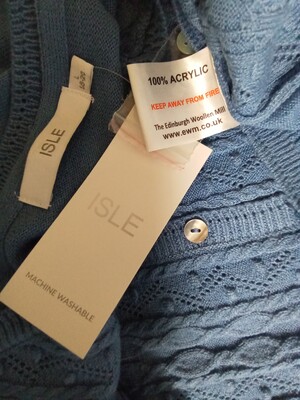 100% ACRYLIC
KEEP AWAY FROM FIRE
The Edinburgh Woollen Mill
www.ewm.co.uk
ISLE
L
ISLE
MACHINE WASHABLE